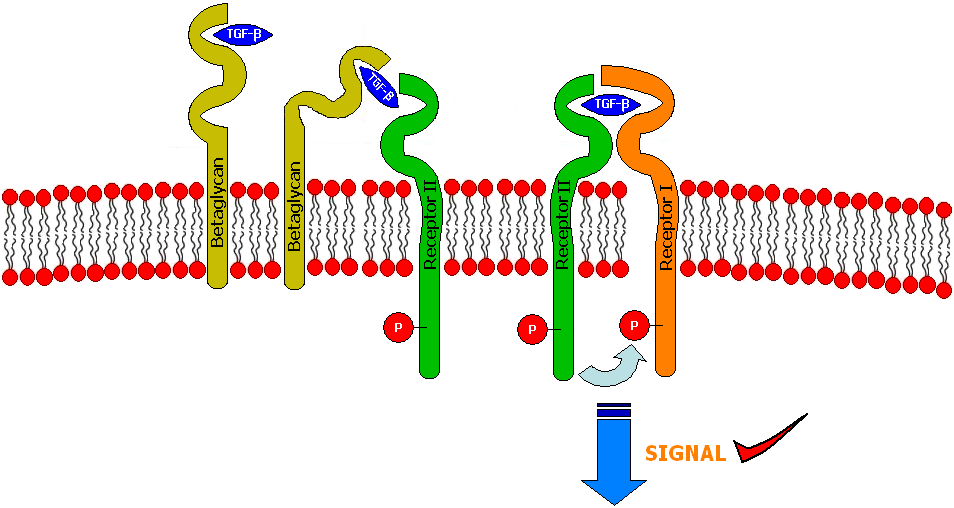 TGF-β
TGF-β
TGF-β
Betaglycan
Betaglycan
Receptor II
Receptor II
Receptor I
P
P
P
SIGNAL